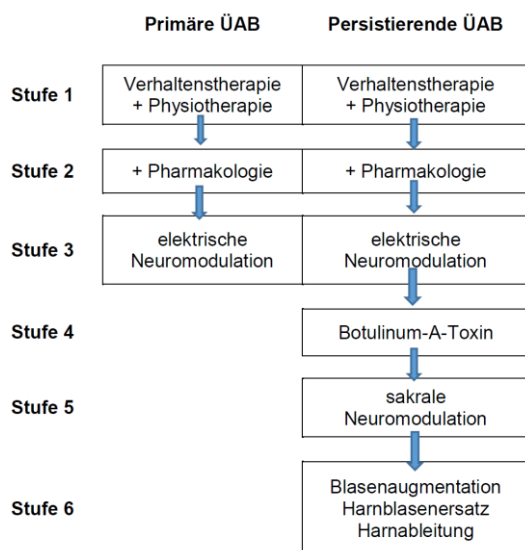 Primäre ÜAB Persistierende ÜAB
Stufe 1
Verhaltenstherapie
+ Physiotherapie
Verhaltenstherapie
+ Physiotherapie
Stufe 2
+ Pharmakologie
+ Pharmakologie
Stufe 3
elektrische
Neuromodulation
elektrische
Neuromodulation
Stufe 4
Botulinum-A-Toxin
Stufe 5
sakrale
Neuromodulation
Stufe 6
Blasenaugmentation
Harnblasenersatz
Harnableitung